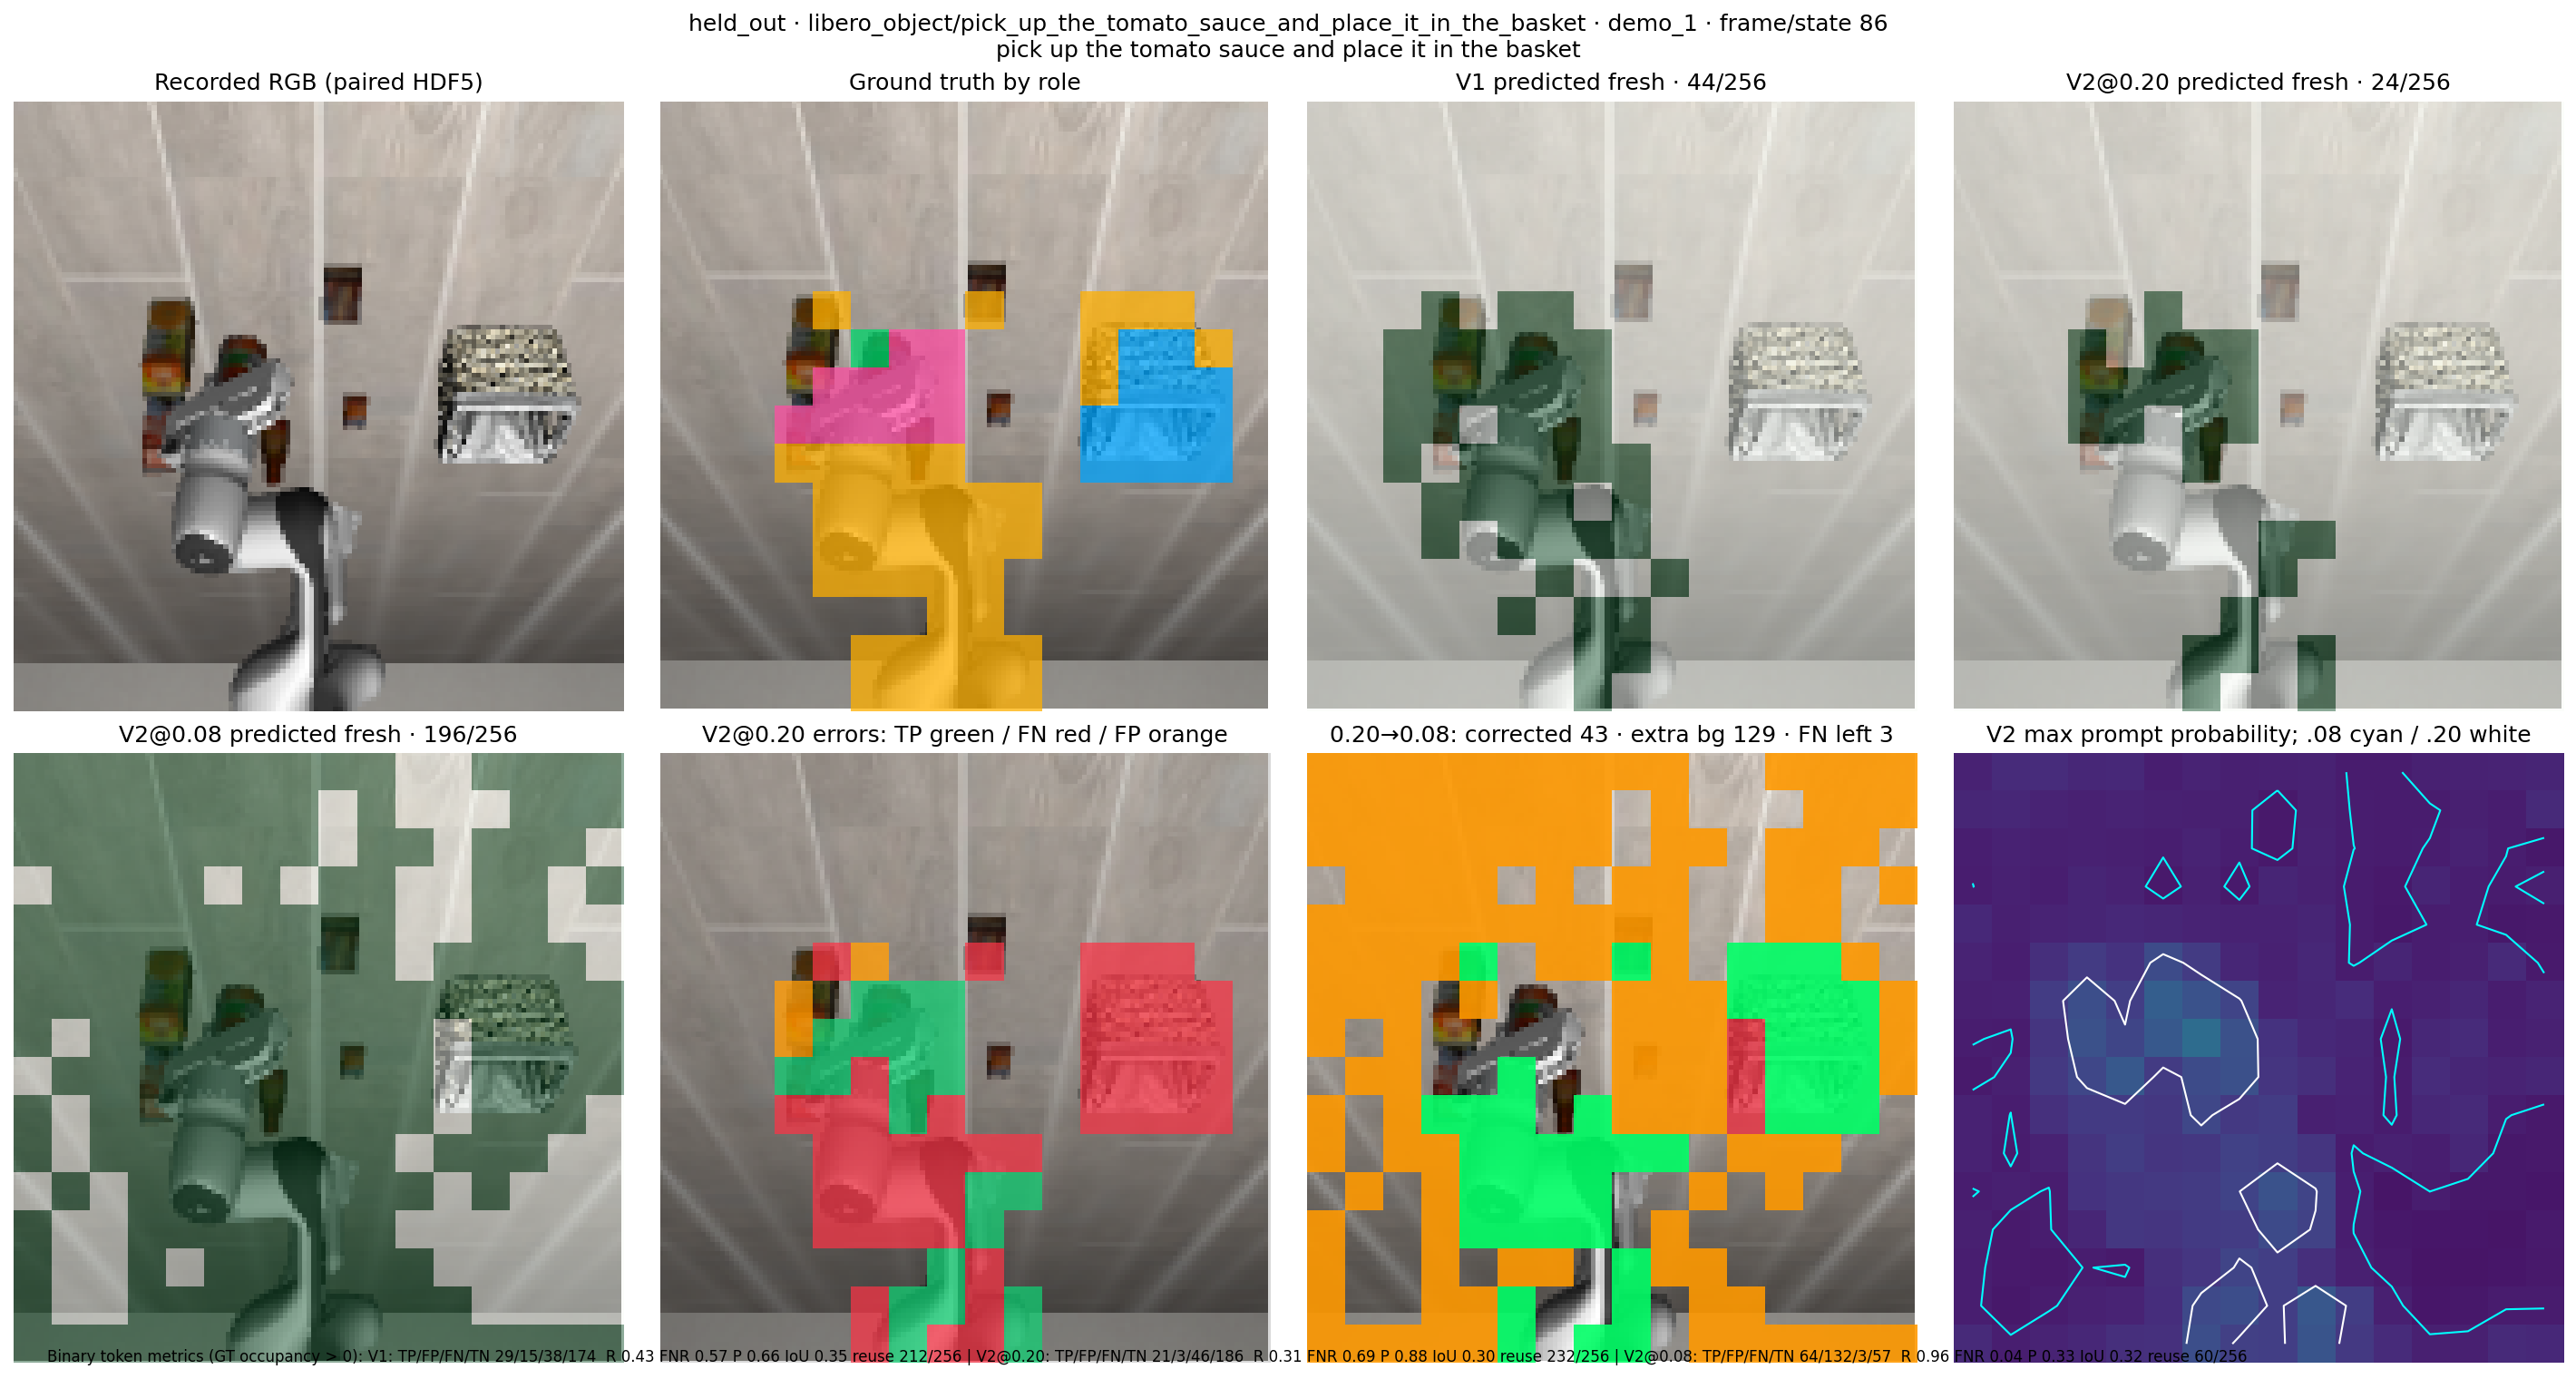 held_out · libero_object/pick_up_the_tomato_sauce_and_place_it_in_the_basket · demo_1 · frame/state 86
pick up the tomato sauce and place it in the basket
Recorded RGB (paired HDF5)
Ground truth by role
V1 predicted fresh · 44/256
V2@0.20 predicted fresh · 24/256
V2@0.08 predicted fresh · 196/256
V2@0.20 errors: TP green / FN red / FP orange
0.20→0.08: corrected 43 · extra bg 129 · FN left 3
V2 max prompt probability; .08 cyan / .20 white
Binary token metrics (GT occupancy > 0): V1: TP/FP/FN/TN 29/15/38/174 R 0.43 FNR 0.57 P 0.66 IoU 0.35 reuse 212/256 | V2@0.20: TP/FP/FN/TN 21/3/46/186 R 0.31 FNR 0.69 P 0.88 IoU 0.30 reuse 232/256 | V2@0.08: TP/FP/FN/TN 64/132/3/57 R 0.96 FNR 0.04 P 0.33 IoU 0.32 reuse 60/256